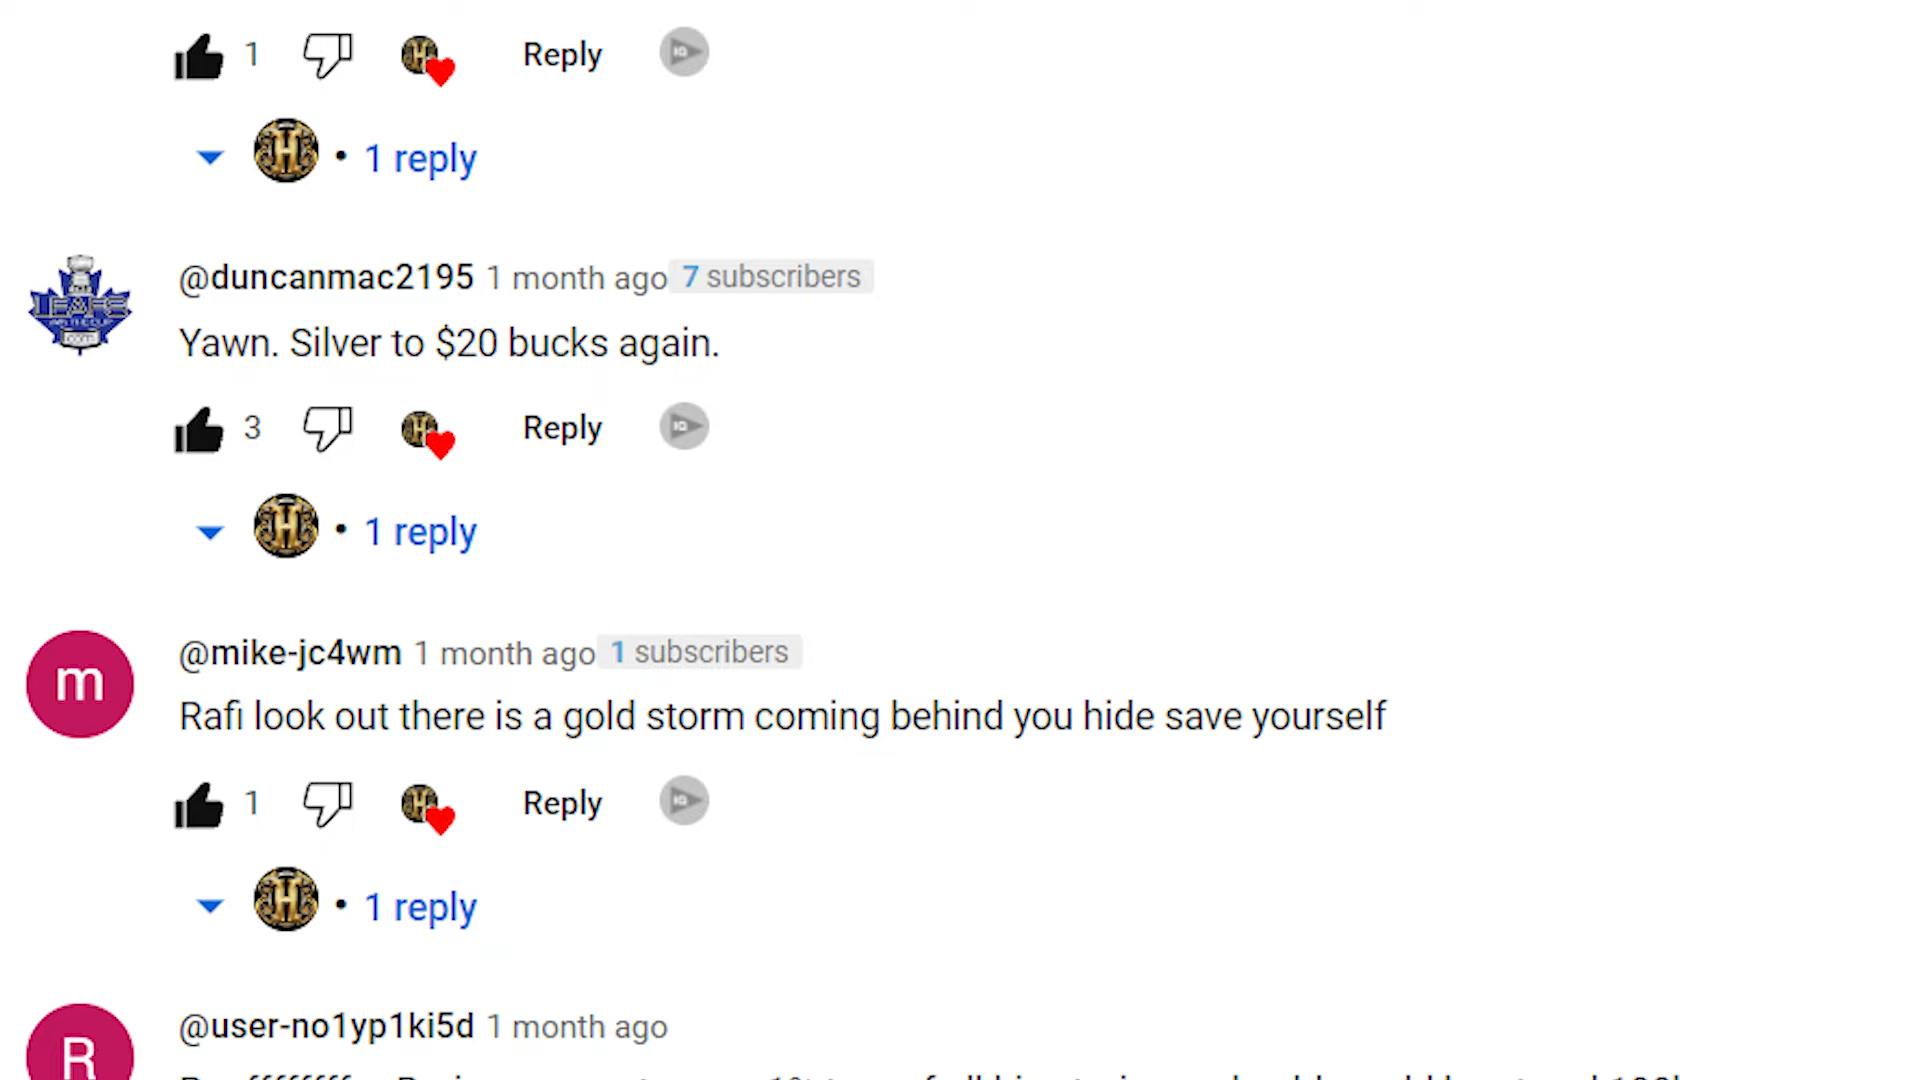 1 Reply
1 reply
@duncanmac2195 1 month ago 7 subscribers
Yawn. Silver to $20 bucks again.
3 Reply
1 reply
m
@mike-jc4wm 1 month ago 1 subscribers
Rafi look out there is a gold storm coming behind you hide save yourself
1 Reply
1 reply
R
@user-no1yp1ki5d 1 month ago